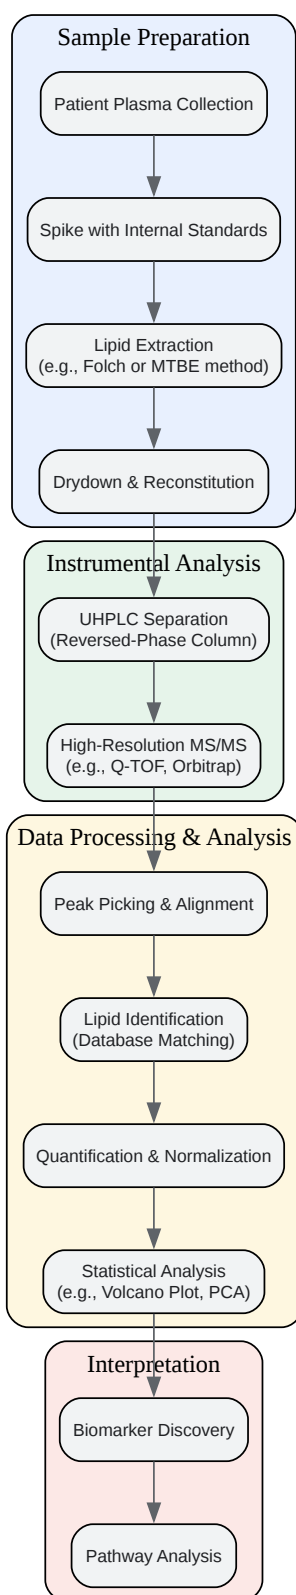 Sample Preparation
Patient Plasma Collection
Spike with Internal Standards
Lipid Extraction
(e.g., Folch or MTBE method)
Drydown & Reconstitution
Instrumental Analysis
UHPLC Separation
(Reversed-Phase Column)
High-Resolution MS/MS
(e.g., Q-TOF, Orbitrap)
Data Processing & Analysis
Peak Picking & Alignment
Lipid Identification
(Database Matching)
Quantification & Normalization
Statistical Analysis
(e.g., Volcano Plot, PCA)
Interpretation
Biomarker Discovery
Pathway Analysis